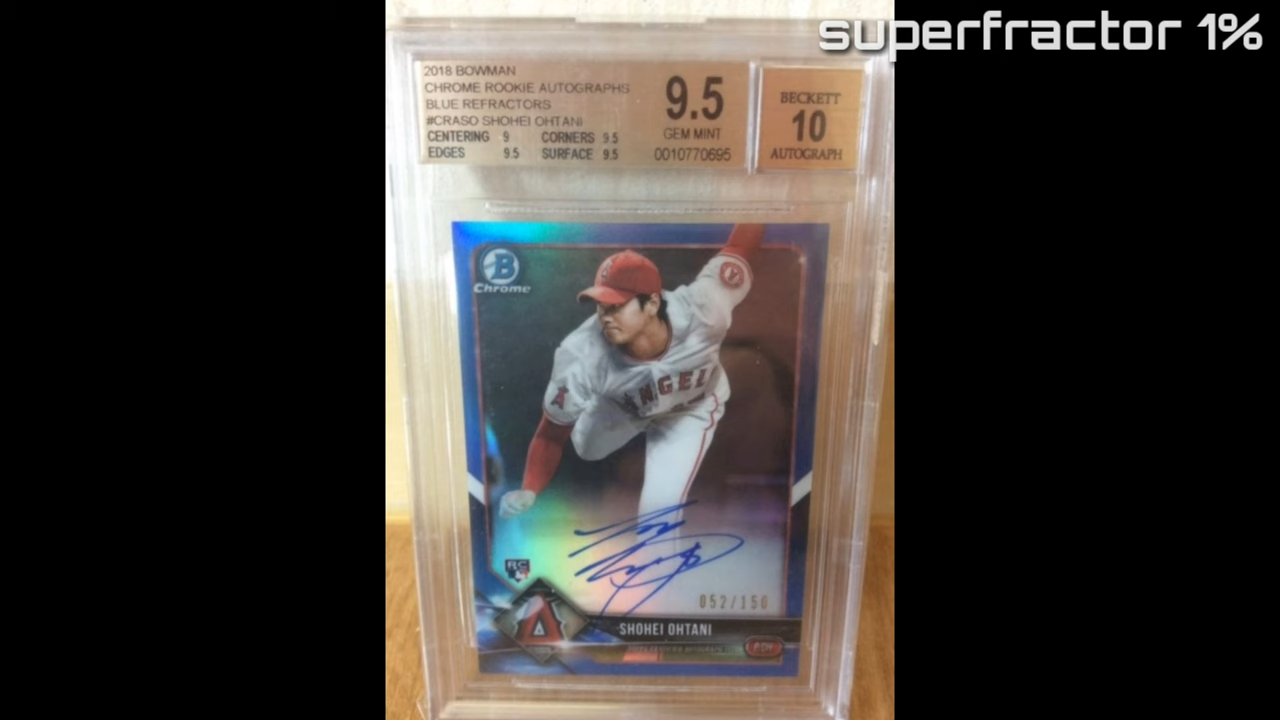 superfractor 1%
2018 BOWMAN
CHROME ROOKIE AUTOGRAPHS
BLUE REFRACTORS
#CRASO SHOHEI OHTANI
CENTERING 9 CORNERS 9.5
EDGES 9.5 SURFACE 9.5
9.5
GEM MINT
0010770695
BECKETT
10
AUTOGRAPH
B
Chrome
ANGEL
RC
052/150
SHOHEI OHTANI